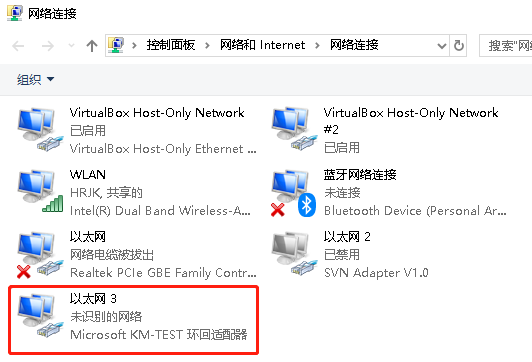 网络连接
控制面板 > 网络和 Internet > 网络连接
搜索"网
组织
VirtualBox Host-Only Network
已启用
VirtualBox Host-Only Ethernet ...
VirtualBox Host-Only Network
#2
已启用
WLAN
HRJK, 共享的
Intel(R) Dual Band Wireless-A...
蓝牙网络连接
未连接
Bluetooth Device (Personal Ar...
以太网
网络电缆被拔出
Realtek PCIe GBE Family Contr...
以太网 2
已禁用
SVN Adapter V1.0
以太网 3
未识别的网络
Microsoft KM-TEST 环回适配器